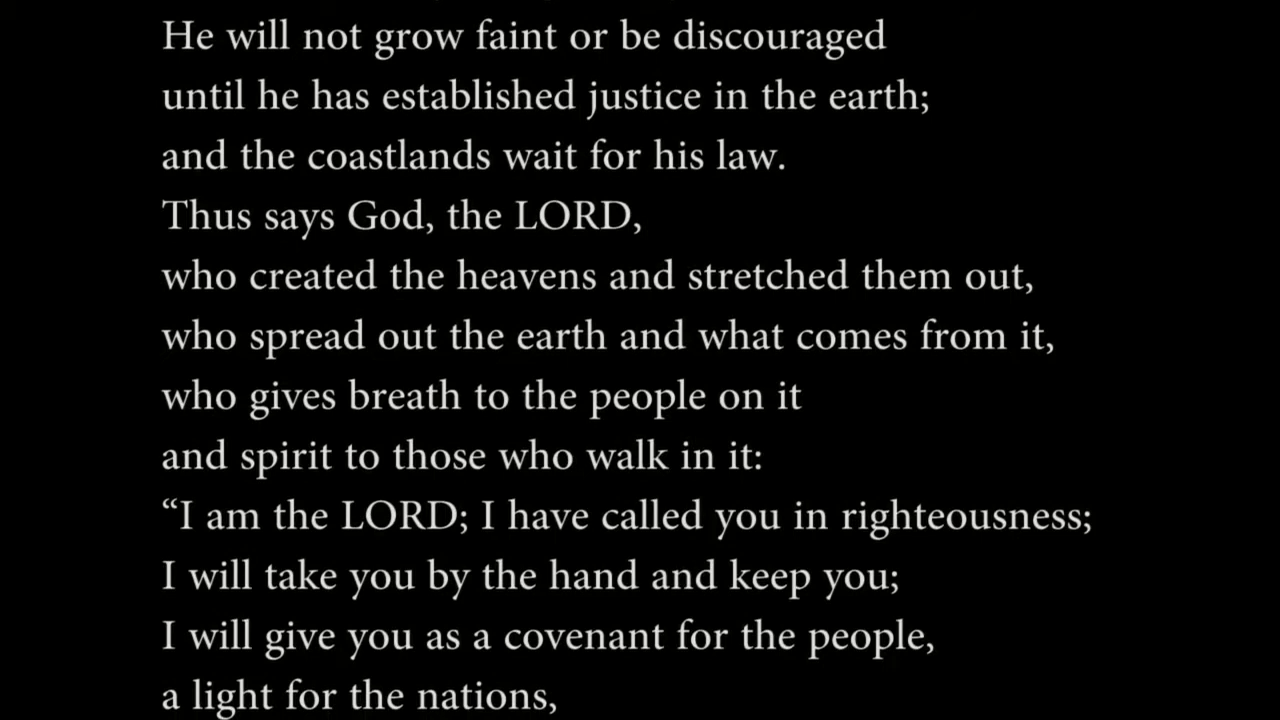 He will not grow faint or be discouraged
until he has established justice in the earth;
and the coastlands wait for his law.
Thus says God, the LORD,
who created the heavens and stretched them out,
who spread out the earth and what comes from it,
who gives breath to the people on it
and spirit to those who walk in it:
“I am the LORD; I have called you in righteousness;
I will take you by the hand and keep you;
I will give you as a covenant for the people,
a light for the nations,